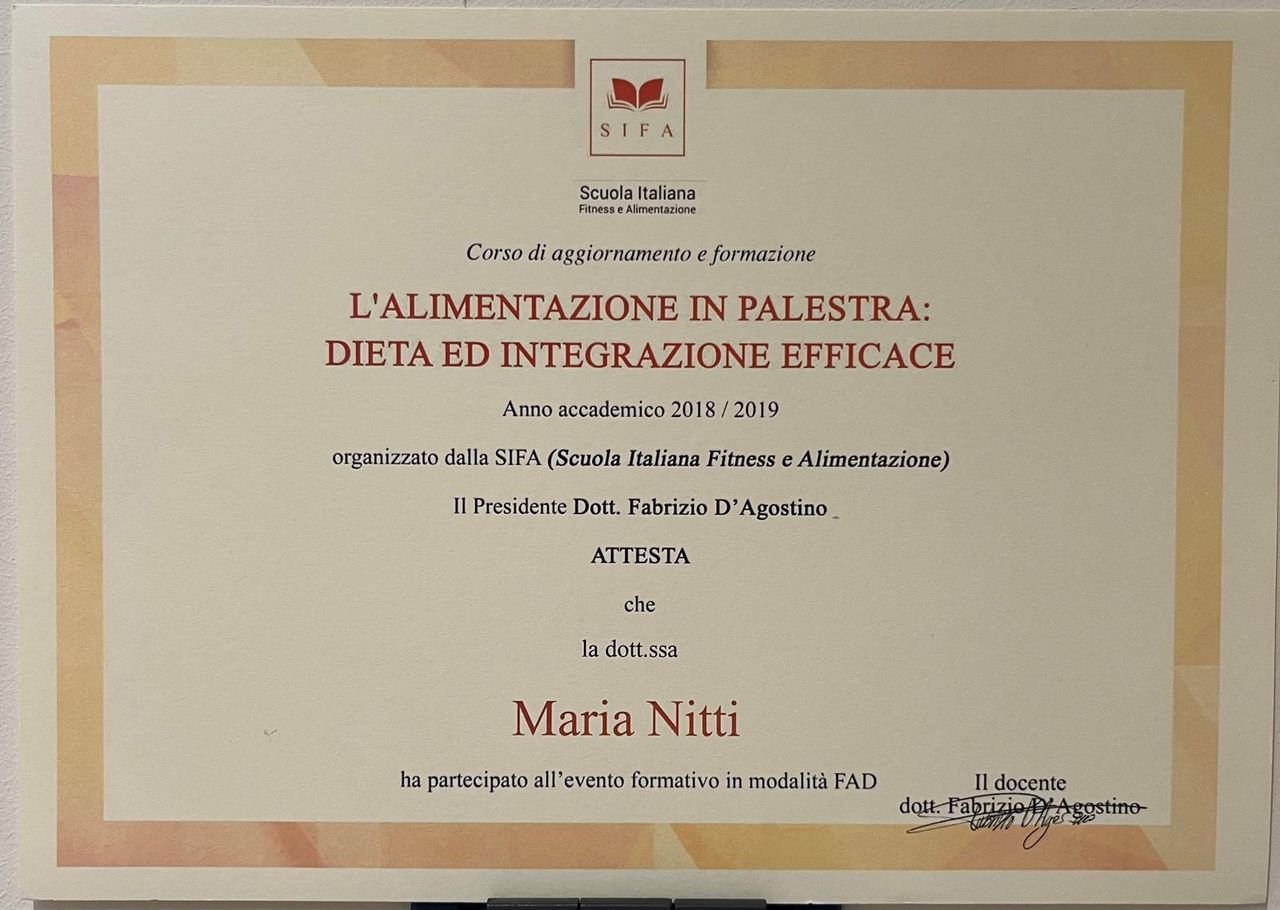 SIFA
Scuola Italiana
Fitness e Alimentazione
Corso di aggiornamento e formazione
L'ALIMENTAZIONE IN PALESTRA:
DIETA ED INTEGRAZIONE EFFICACE
Anno accademico 2018 / 2019
organizzato dalla SIFA (Scuola Italiana Fitness e Alimentazione)
Il Presidente Dott. Fabrizio D’Agostino
ATTESTA
che
la dott.ssa
Maria Nitti
ha partecipato all’evento formativo in modalità FAD
Il docente
dott. Fabrizio D’Agostino